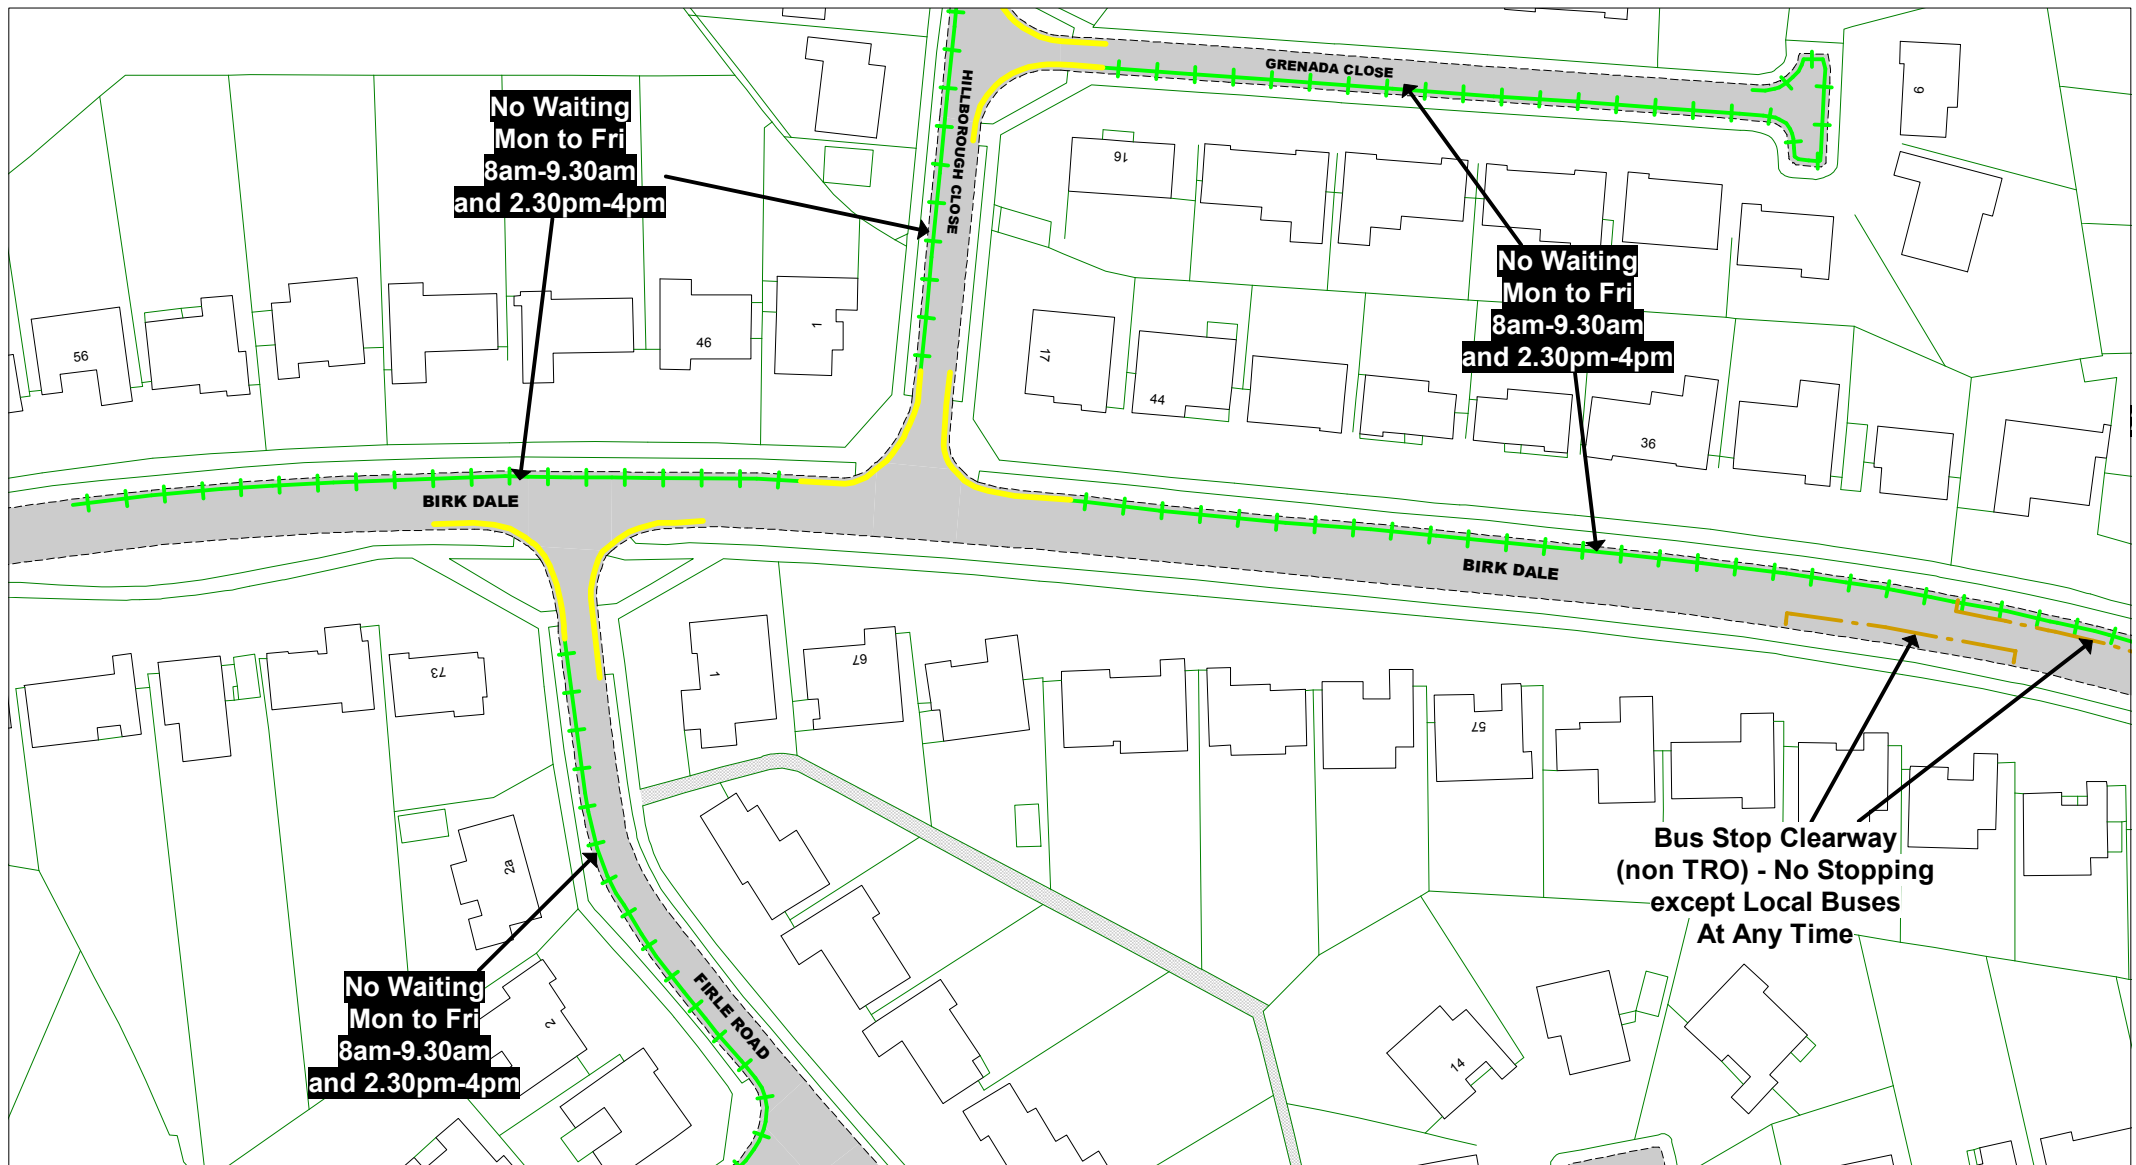 GRENADA CLOSE
HILLBOROUGH CLOSE
9
No Waiting
Mon to Fri
8am-9.30am
and 2.30pm-4pm
16
No Waiting
Mon to Fri
8am-9.30am
and 2.30pm-4pm
56
46
1
17
44
36
BIRK DALE
BIRK DALE
73
1
67
57
2a
Bus Stop Clearway
(non TRO) - No Stopping
except Local Buses
At Any Time
No Waiting
Mon to Fri
8am-9.30am
and 2.30pm-4pm
2
FIRLE ROAD
14